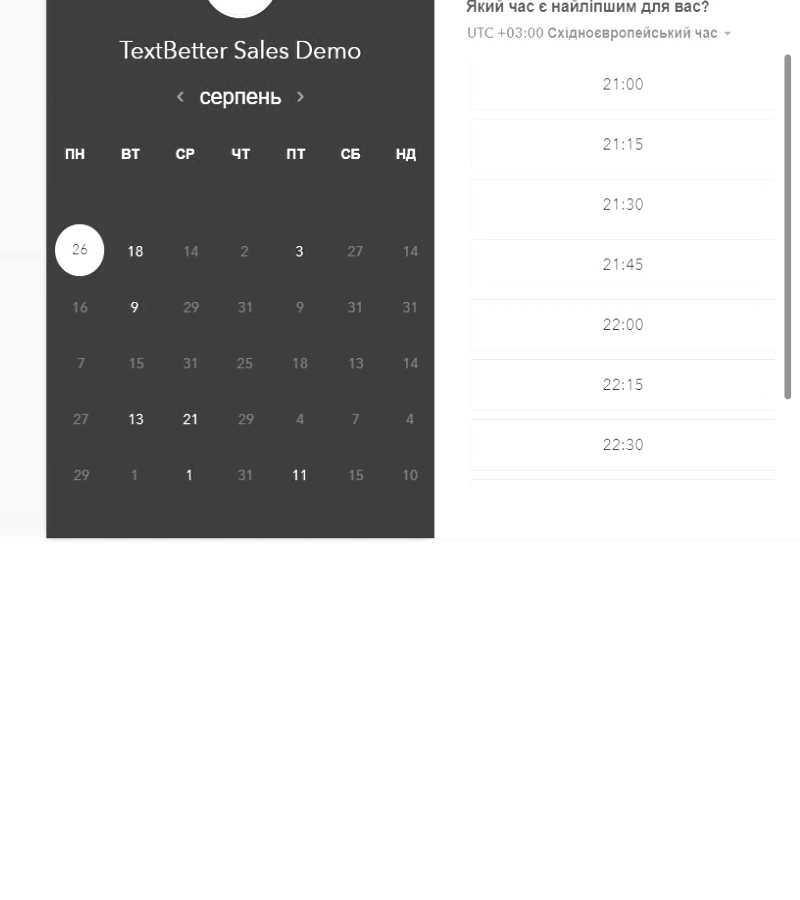 TextBetter Sales Demo
серпень
ПН ВТ СР ЧТ ПТ СБ НД
26 18 14 2 3 27 14
16 9 29 31 9 31 31
7 15 31 25 18 13 14
27 13 21 29 4 7 4
29 1 1 31 11 15 10
Який час є найліпшим для вас?
UTC +03:00 Східноєвропейський час
21:00
21:15
21:30
21:45
22:00
22:15
22:30